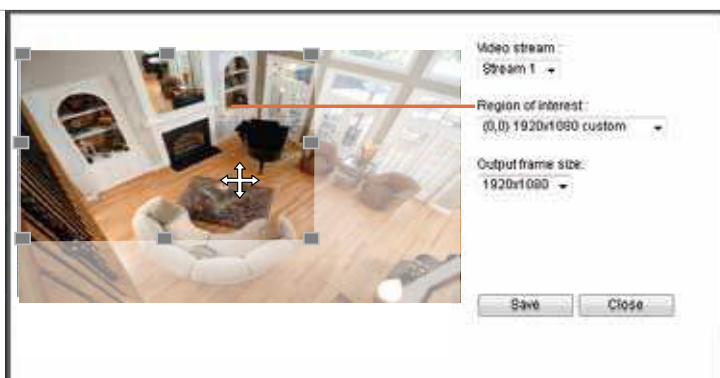 Video stream :
Stream 1
Region of interest :
(0,0) 1920x1080 custom
Output frame size:
1920x1080
Save
Close